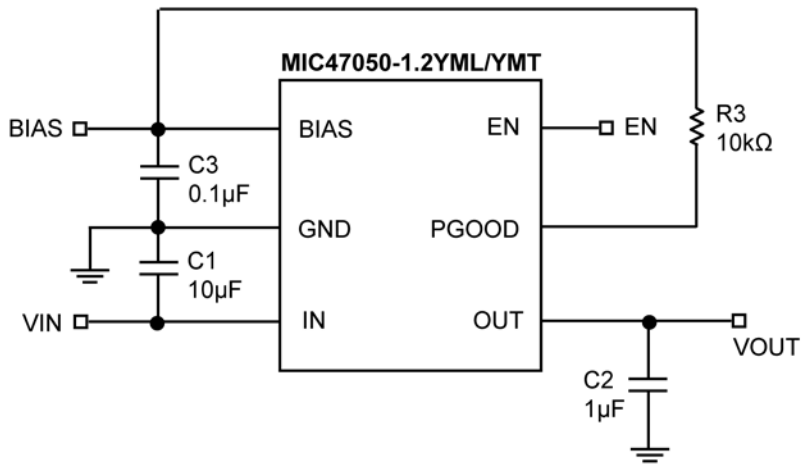 MIC47050-1.2YML/YMT
BIAS
BIAS
EN
EN
R3
10kΩ
C3
0.1µF
GND
PGOOD
C1
10µF
VIN
IN
OUT
VOUT
C2
1µF